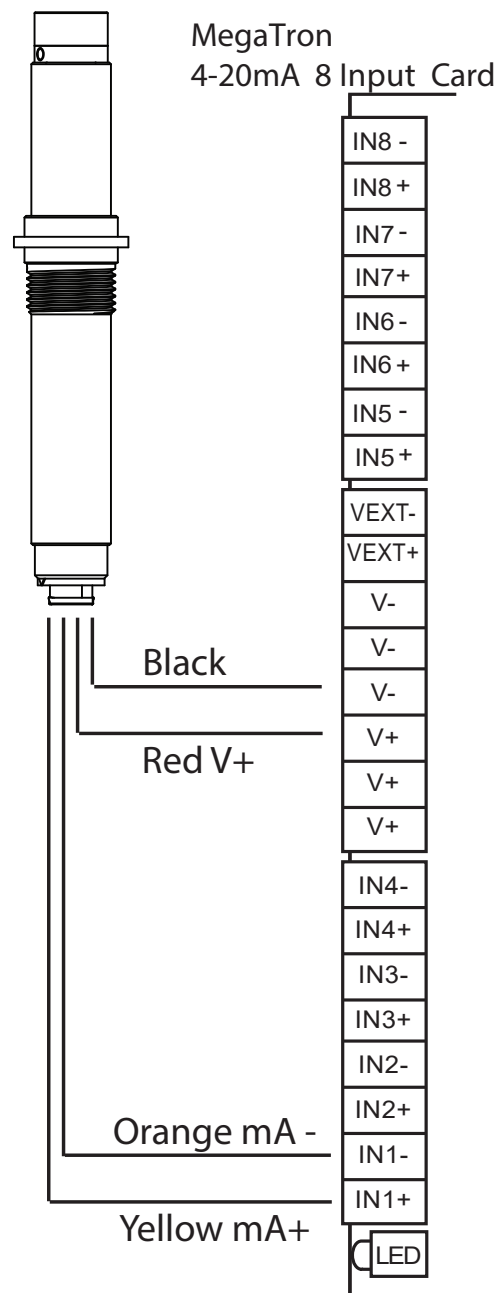 MegaTron
4-20mA 8 Input Card
IN8 -
IN8 +
IN7 -
IN7+
IN6 -
IN6 +
IN5 -
IN5 +
VEXT-
VEXT+
V-
V-
Black
V-
V+
Red V+
V+
V+
IN4-
IN4+
IN3-
IN3+
IN2-
IN2+
Orange mA -
IN1-
IN1+
Yellow mA+
LED